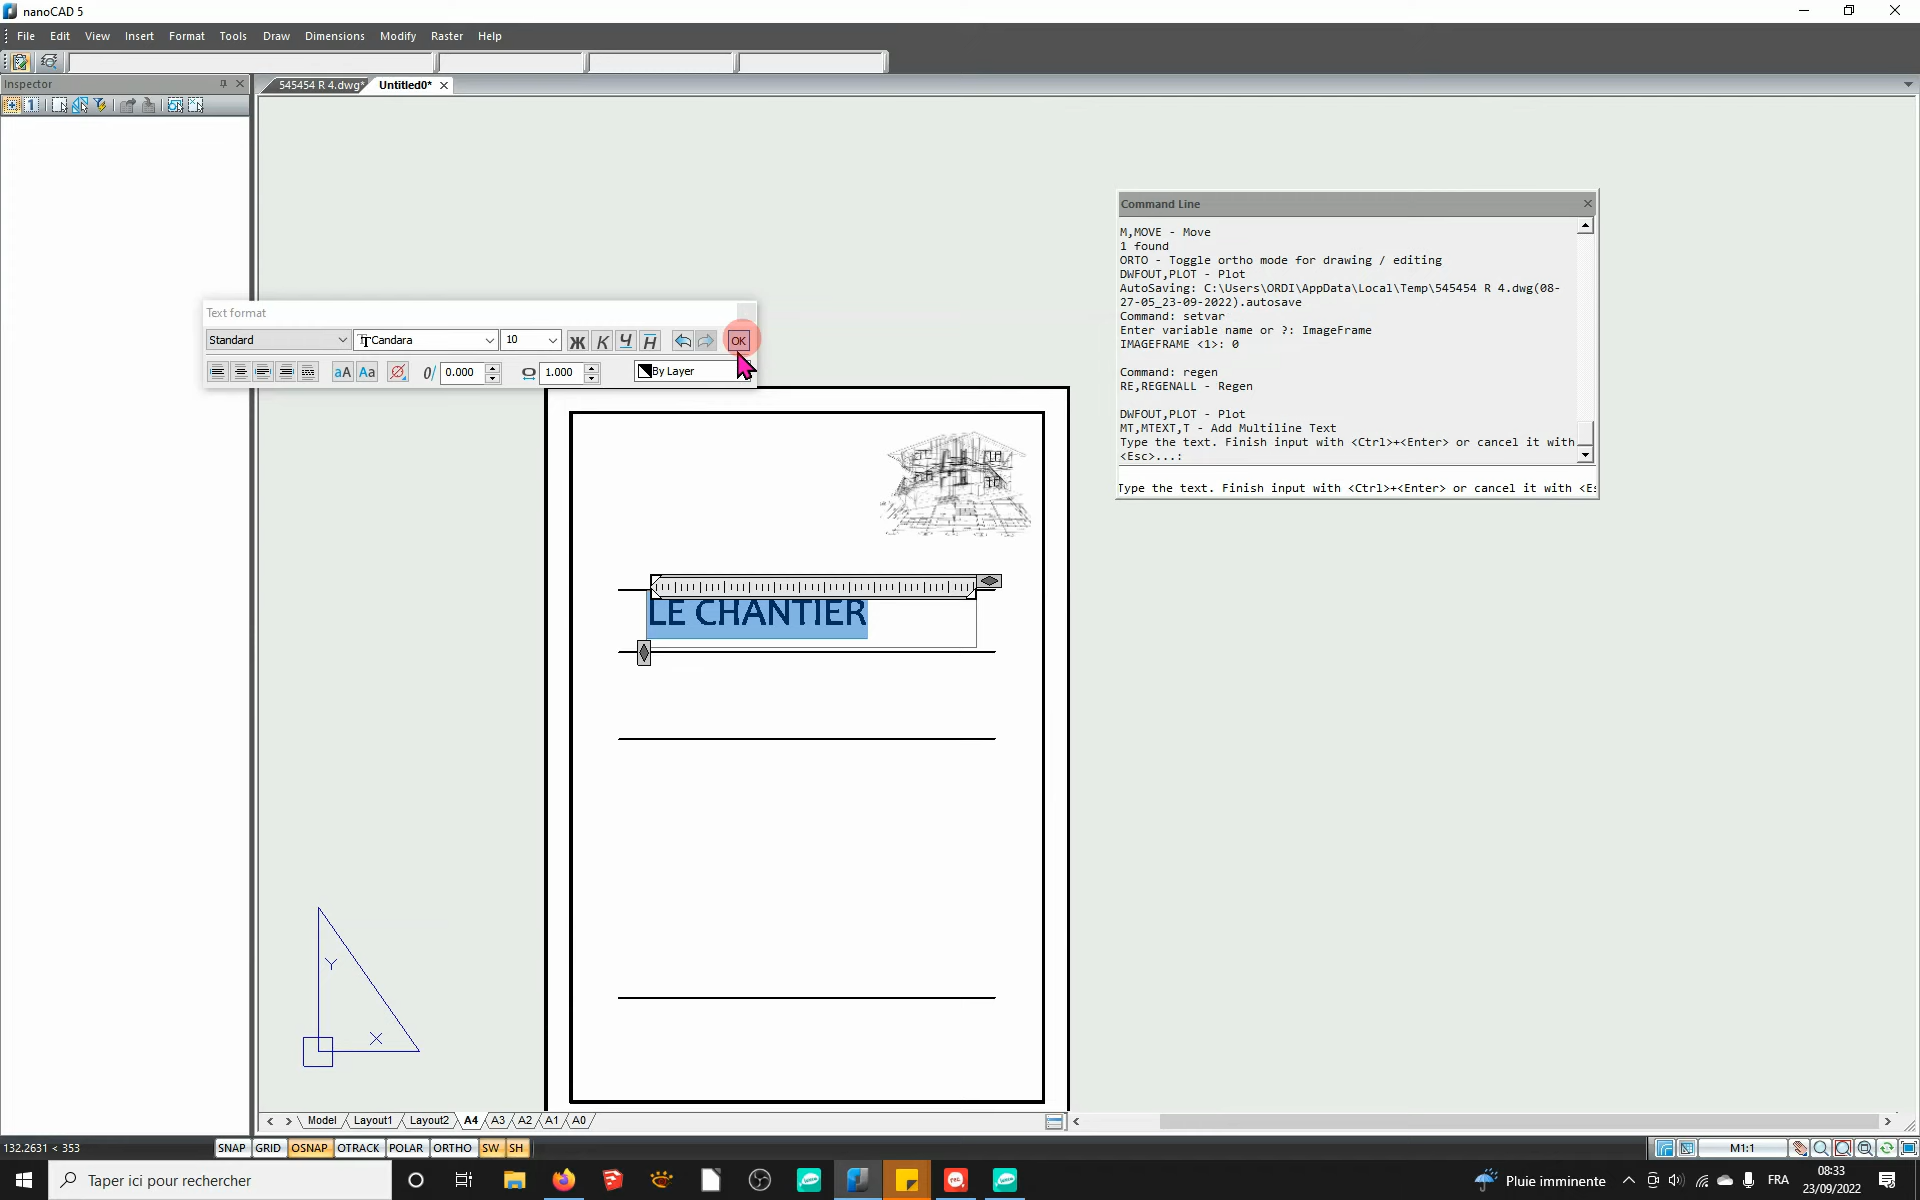 nanoCAD 5
File Edit View Insert Format Tools Draw Dimensions Modify Raster Help
Inspector
545454 R 4.dwg* Untitled0*
Command Line
M,MOVE - Move
1 found
ORTO - Toggle ortho mode for drawing / editing
DWFOUT,PLOT - Plot
AutoSaving: C:\Users\ORDI\AppData\Local\Temp\545454 R 4.dwg(08-
27-05_23-09-2022).autosave
Command: setvar
Enter variable name or ?: ImageFrame
IMAGEFRAME <1>: 0
Command: regen
RE,REGENALL - Regen
DWFOUT,PLOT - Plot
MT,MTEXT,T - Add Multiline Text
Type the text. Finish input with <Ctrl>+<Enter> or cancel it with
<Esc>...:
Type the text. Finish input with <Ctrl>+<Enter> or cancel it with <E
Text format
Standard Candara 10 Ж К Ч Н OK
aA Aa 0/ 0.000 1.000 By Layer
LE CHANTIER
Y
X
Model Layout1 Layout2 A4 A3 A2 A1 A0
132.2631 < 353 SNAP GRID OSNAP OTRACK POLAR ORTHO SW SH M1:1
Taper ici pour rechercher Pluie imminente FRA 08:33
23/09/2022